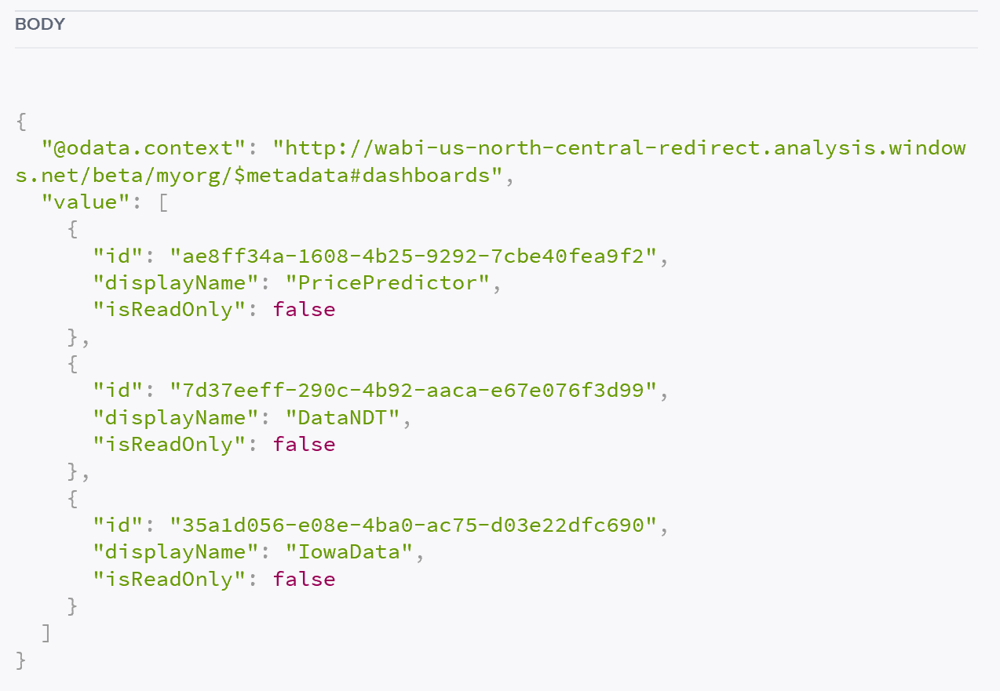 BODY
{
  "@odata.context": "http://wabi-us-north-central-redirect.analysis.window
s.net/beta/myorg/$metadata#dashboards",
  "value": [
    {
      "id": "ae8ff34a-1608-4b25-9292-7cbe40fea9f2",
      "displayName": "PricePredictor",
      "isReadOnly": false
    },
    {
      "id": "7d37eeff-290c-4b92-aaca-e67e076f3d99",
      "displayName": "DataNDT",
      "isReadOnly": false
    },
    {
      "id": "35a1d056-e08e-4ba0-ac75-d03e22dfc690",
      "displayName": "IowaData",
      "isReadOnly": false
    }
  ]
}